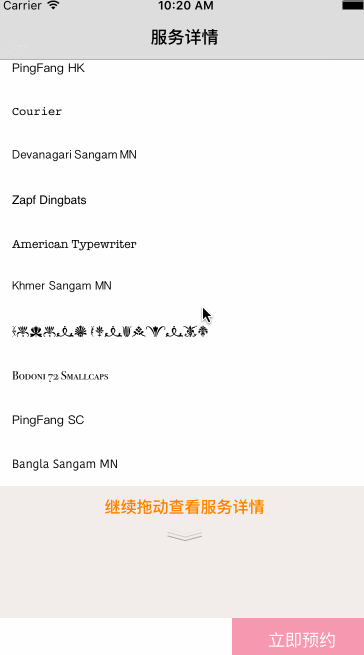 Carrier 10:20 AM
服务详情
PingFang HK
Courier
Devanagari Sangam MN
Zapf Dingbats
American Typewriter
Khmer Sangam MN
Bodoni 72 Smallcaps
PingFang SC
Bangla Sangam MN
继续拖动查看服务详情
立即预约